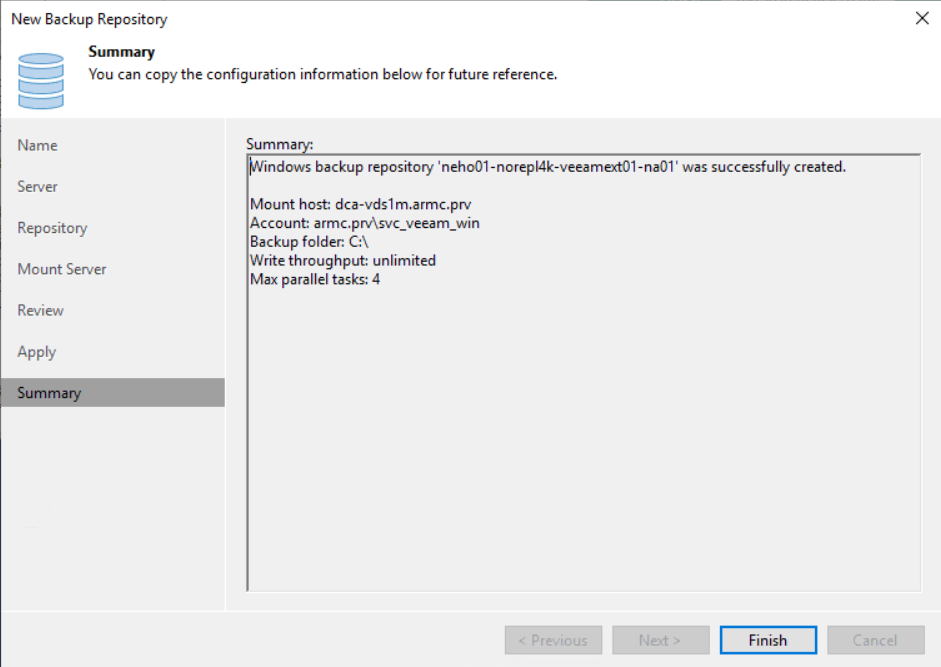 New Backup Repository
Summary
You can copy the configuration information below for future reference.
Name
Server
Repository
Mount Server
Review
Apply
Summary
Summary:
Windows backup repository 'neho01-norepl4k-veeamext01-na01' was successfully created.
Mount host: dca-vds1m.armc.prv
Account: armc.prv\svc_veeam_win
Backup folder: C:\
Write throughput: unlimited
Max parallel tasks: 4
< Previous
Next >
Finish
Cancel